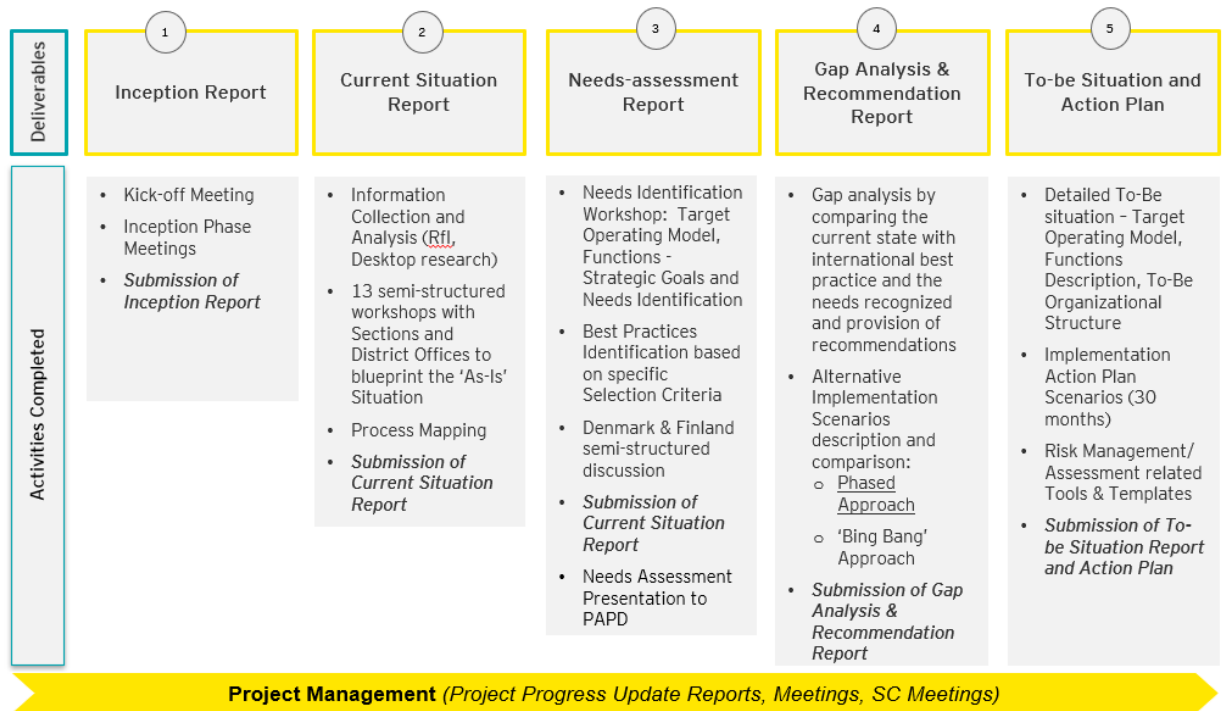 Deliverables
1
Inception Report
2
Current Situation
Report
3
Needs-assessment
Report
4
Gap Analysis &
Recommendation
Report
5
To-be Situation and
Action Plan
Activities Completed
• Kick-off Meeting
• Inception Phase
Meetings
• Submission of
Inception Report
• Information
Collection and
Analysis (RfI,
Desktop research)
• 13 semi-structured
workshops with
Sections and
District Offices to
blueprint the ‘As-Is’
Situation
• Process Mapping
• Submission of
Current Situation
Report
• Needs Identification
Workshop: Target
Operating Model,
Functions -
Strategic Goals and
Needs Identification
• Best Practices
Identification based
on specific
Selection Criteria
• Denmark & Finland
semi-structured
discussion
• Submission of
Current Situation
Report
• Needs Assessment
Presentation to
PAPD
• Gap analysis by
comparing the
current state with
international best
practice and the
needs recognized
and provision of
recommendations
• Alternative
Implementation
Scenarios
description and
comparison:
o Phased
Approach
o ‘Bing Bang’
Approach
• Submission of Gap
Analysis &
Recommendation
Report
• Detailed To-Be
situation – Target
Operating Model,
Functions
Description, To-Be
Organizational
Structure
• Implementation
Action Plan
Scenarios (30
months)
• Risk Management/
Assessment related
Tools & Templates
• Submission of To-
be Situation Report
and Action Plan
Project Management (Project Progress Update Reports, Meetings, SC Meetings)